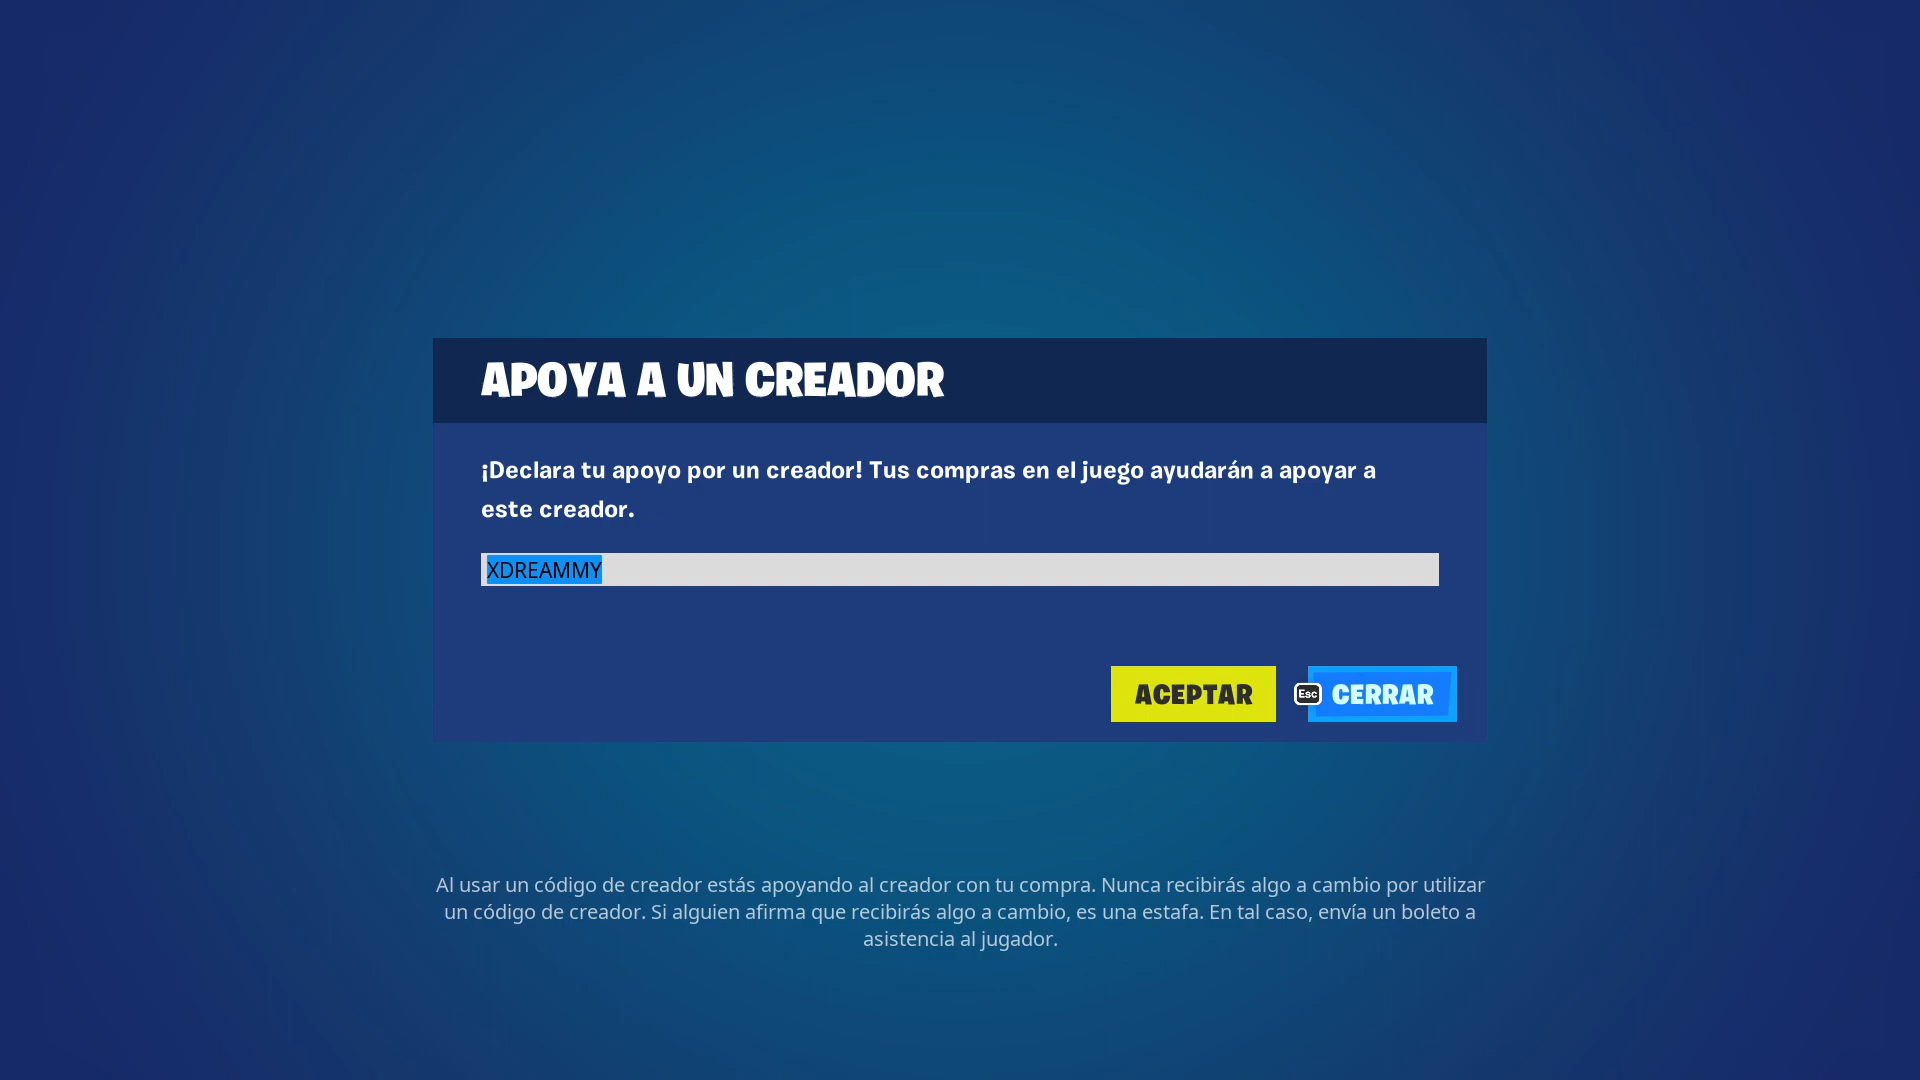 APOYA A UN CREADOR
¡Declara tu apoyo por un creador! Tus compras en el juego ayudarán a apoyar a
este creador.
XDREAMMY
ACEPTAR
Esc CERRAR
Al usar un código de creador estás apoyando al creador con tu compra. Nunca recibirás algo a cambio por utilizar
un código de creador. Si alguien afirma que recibirás algo a cambio, es una estafa. En tal caso, envía un boleto a
asistencia al jugador.